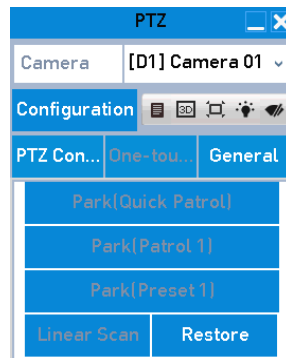 PTZ
Camera [D1] Camera 01
Configuration 3D
PTZ Con... One-tou... General
Park(Quick Patrol)
Park(Patrol 1)
Park(Preset 1)
Linear Scan Restore